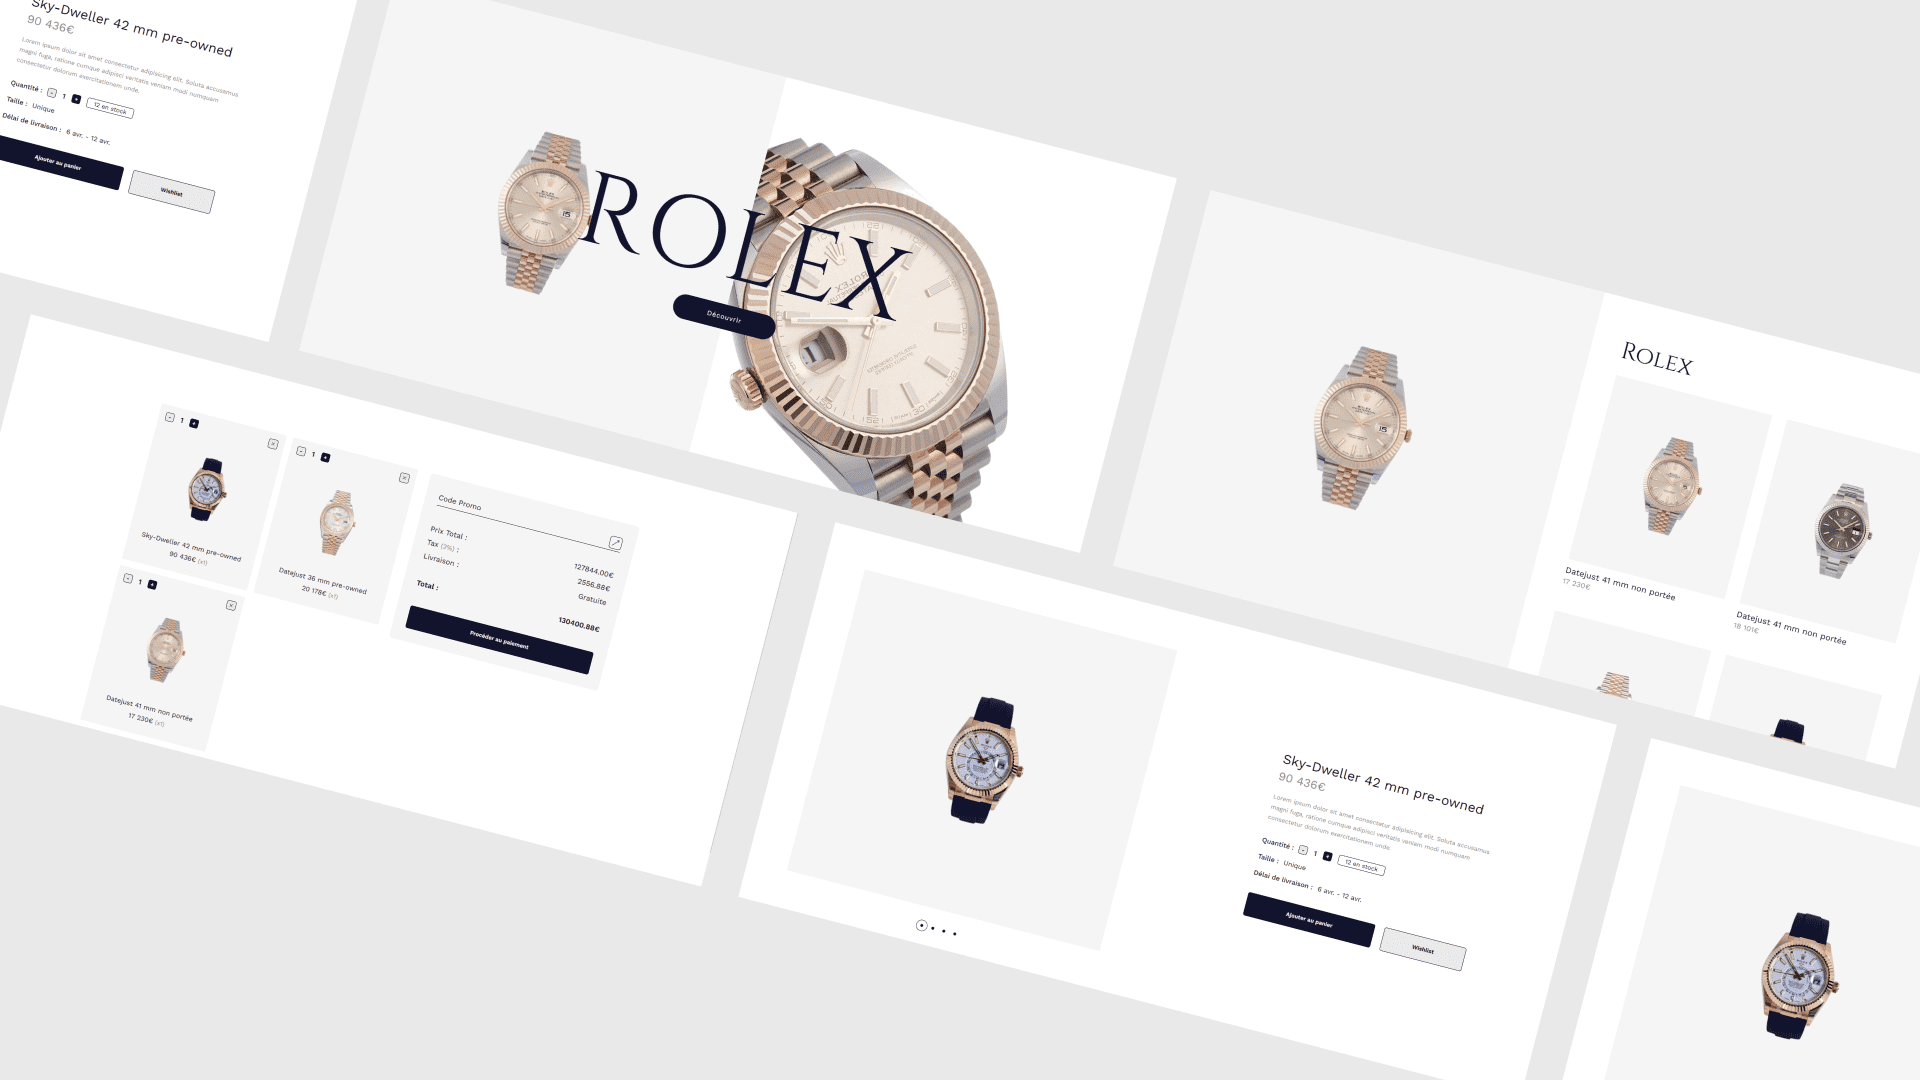 Sky-Dweller 42 mm pre-owned
90 436€
Lorem ipsum dolor sit amet consectetur adipisicing elit. Soluta accusamus
magni fuga, ratione cumque adipisci veritatis veniam modi numquam
consectetur dolorum exercitationem unde.
Quantité : - 1 + 12 en stock
Taille : Unique
Délai de livraison : 6 avr. - 12 avr.
Ajouter au panier
Wishlist
ROLEX
Découvrir
ROLEX
Datejust 41 mm non portée
17 230€
Datejust 41 mm non portée
18 101€
- 1 +
Sky-Dweller 42 mm pre-owned
90 436€ (x1)
- 1 +
Datejust 36 mm pre-owned
20 178€ (x1)
- 1 +
Datejust 41 mm non portée
17 230€ (x1)
Code Promo
Prix Total : 127844.00€
Tax (2%) : 2556.88€
Livraison : Gratuite
Total : 130400.88€
Procéder au paiement
Sky-Dweller 42 mm pre-owned
90 436€
Lorem ipsum dolor sit amet consectetur adipisicing elit. Soluta accusamus
magni fuga, ratione cumque adipisci veritatis veniam modi numquam
consectetur dolorum exercitationem unde.
Quantité : - 1 + 12 en stock
Taille : Unique
Délai de livraison : 6 avr. - 12 avr.
Ajouter au panier
Wishlist